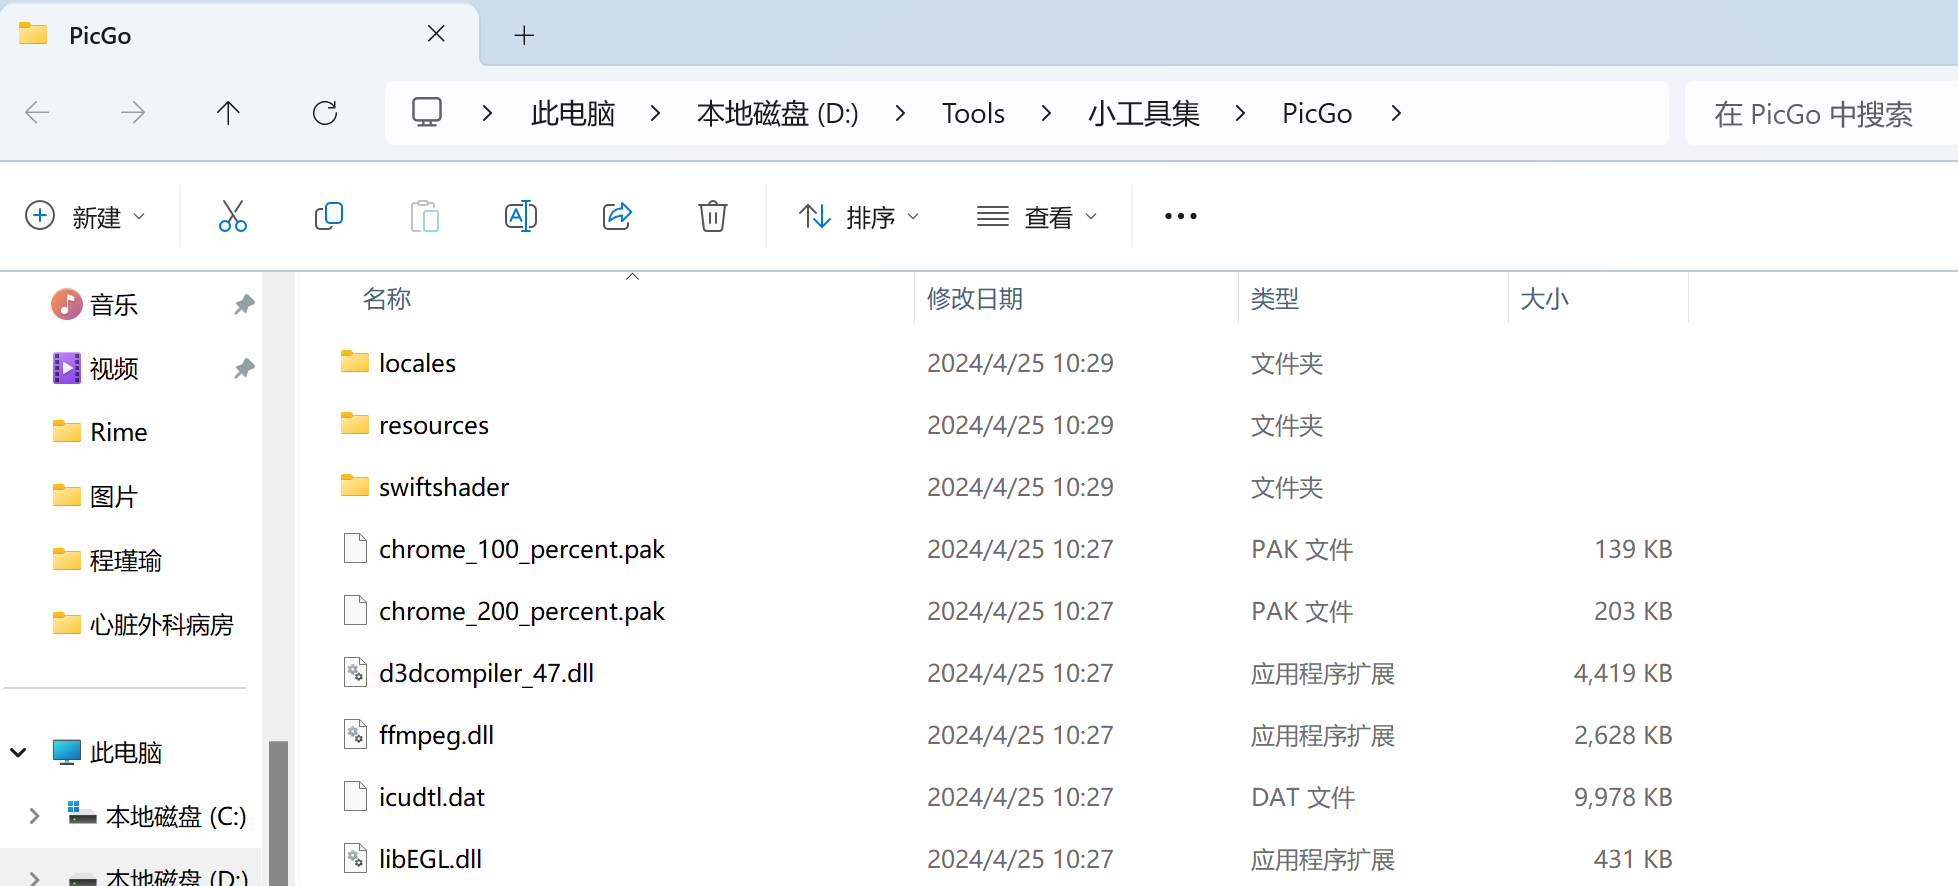 PicGo
此电脑 本地磁盘 (D:) Tools 小工具集 PicGo 在 PicGo 中搜索
新建 排序 查看
名称 修改日期 类型 大小
音乐
视频
Rime
图片
程瑾瑜
心脏外科病房
此电脑
本地磁盘 (C:)
本地磁盘 (D:)
locales 2024/4/25 10:29 文件夹
resources 2024/4/25 10:29 文件夹
swiftshader 2024/4/25 10:29 文件夹
chrome_100_percent.pak 2024/4/25 10:27 PAK 文件 139 KB
chrome_200_percent.pak 2024/4/25 10:27 PAK 文件 203 KB
d3dcompiler_47.dll 2024/4/25 10:27 应用程序扩展 4,419 KB
ffmpeg.dll 2024/4/25 10:27 应用程序扩展 2,628 KB
icudtl.dat 2024/4/25 10:27 DAT 文件 9,978 KB
libEGL.dll 2024/4/25 10:27 应用程序扩展 431 KB